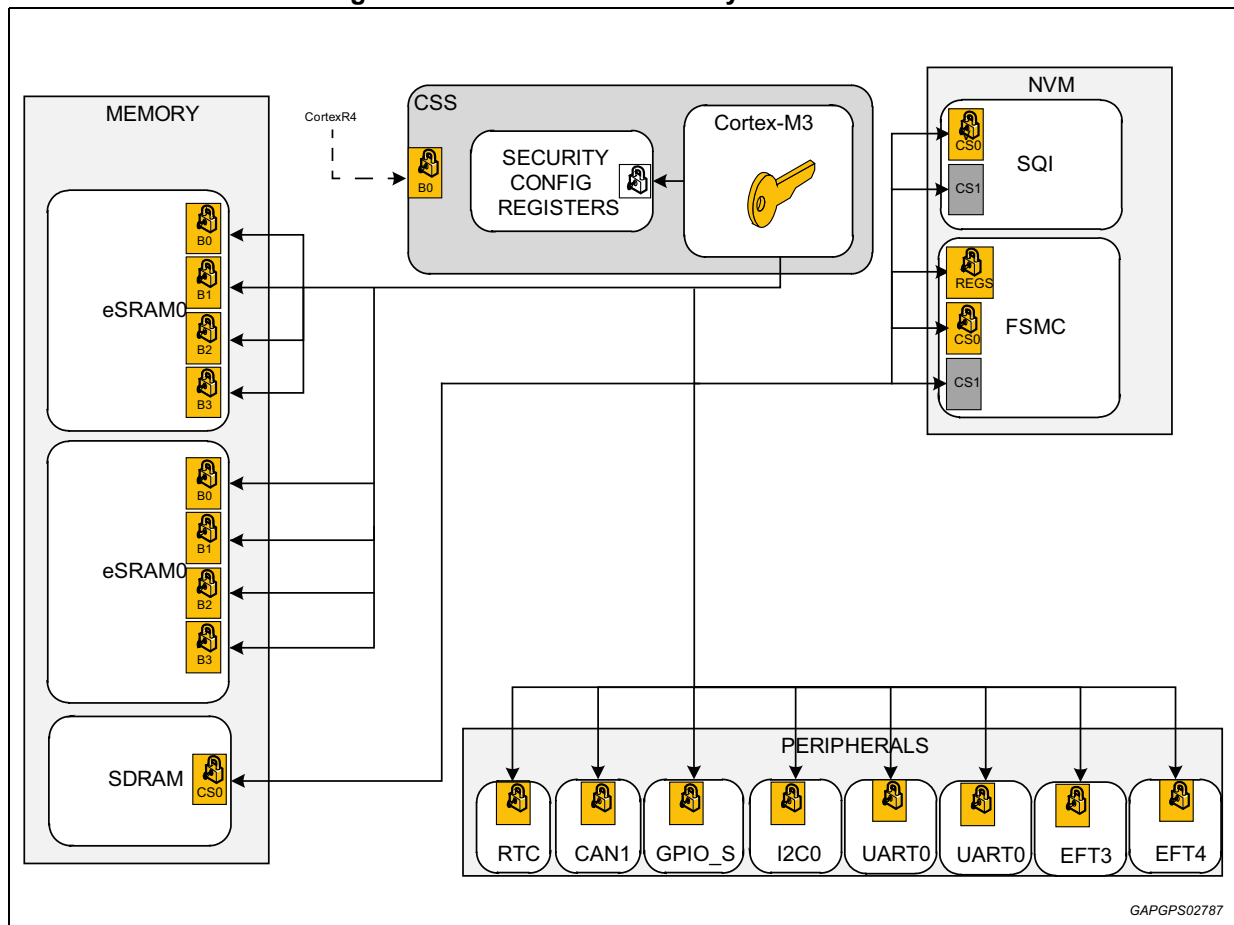 MEMORY
eSRAM0
B0
B1
B2
B3
eSRAM0
B0
B1
B2
B3
SDRAM
CS0
CortexR4
CSS
B0
SECURITY
CONFIG
REGISTERS
Cortex-M3
NVM
CS0
SQI
CS1
REGS
CS0
FSMC
CS1
PERIPHERALS
RTC
CAN1
GPIO_S
I2C0
UART0
UART0
EFT3
EFT4
GAPGPS02787